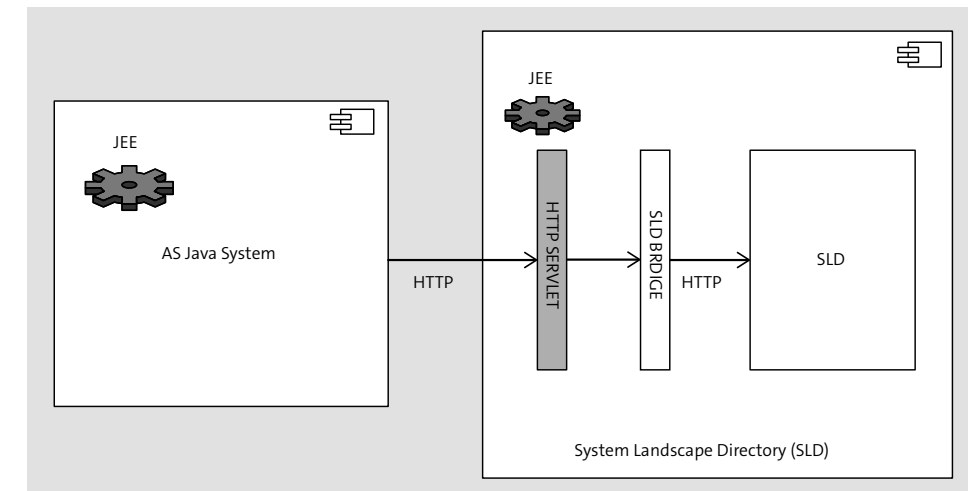 JEE
AS Java System
HTTP
JEE
HTTP SERVLET
SLD BRDIGE
HTTP
SLD
System Landscape Directory (SLD)